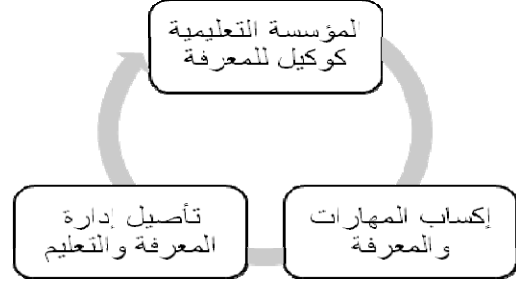 المؤسسة التعليمية
كوكيل للمعرفة
إكساب المهارات
والمعرفة
تأصيل إدارة
المعرفة والتعليم